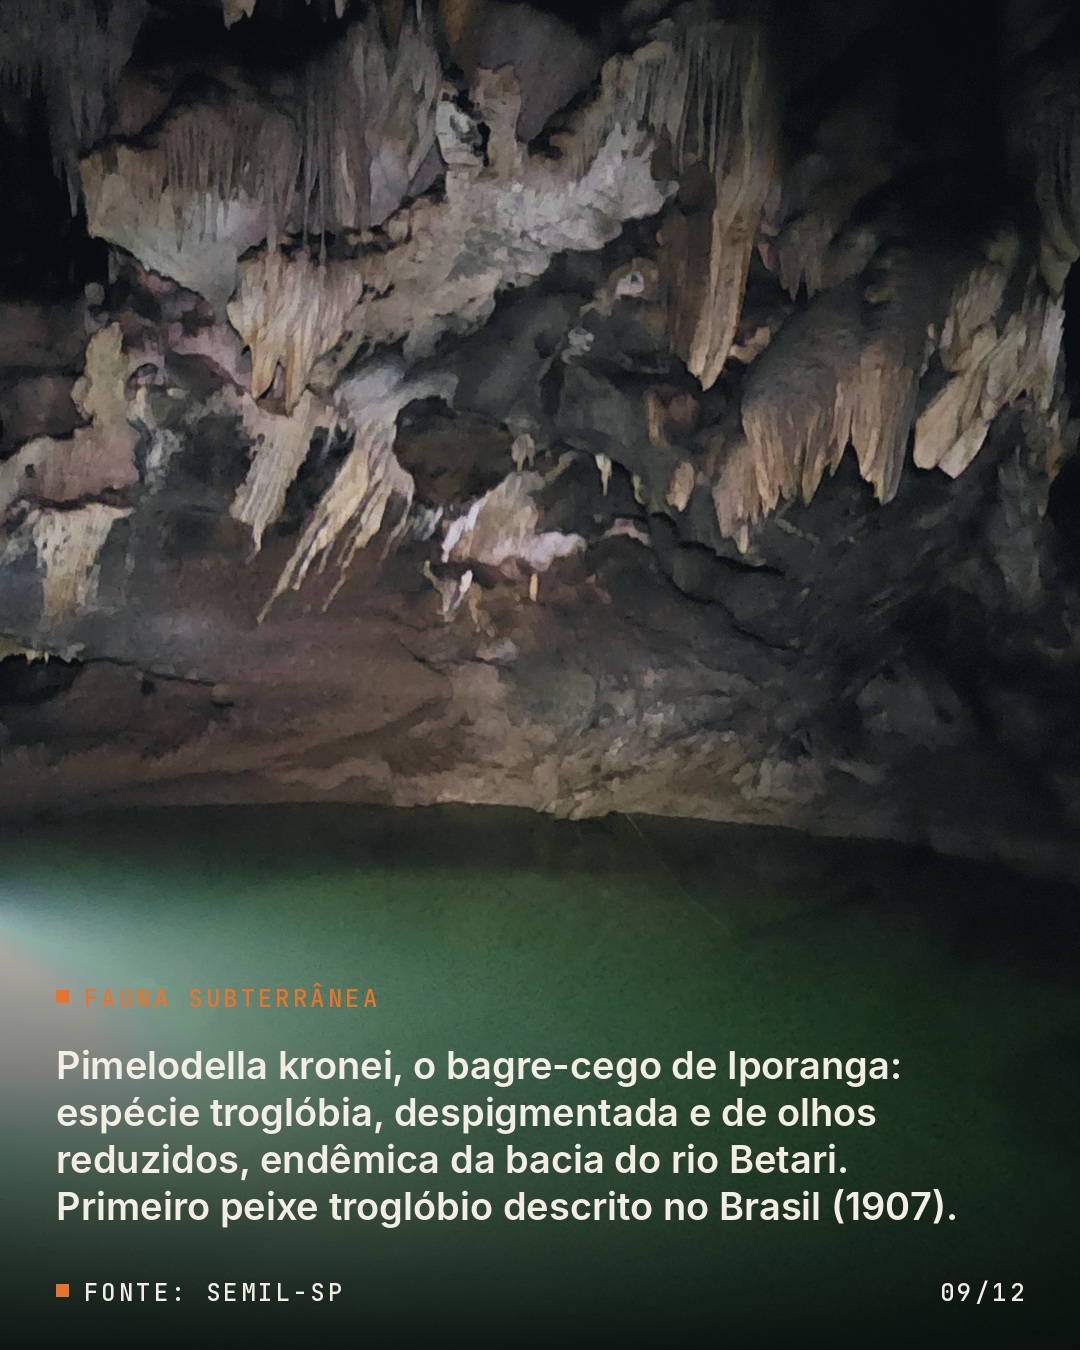 FAUNA SUBTERRÂNEA
Pimelodella kronei, o bagre-cego de Iporanga:
espécie troglóbia, despigmentada e de olhos
reduzidos, endêmica da bacia do rio Betari.
Primeiro peixe troglóbio descrito no Brasil (1907).
FONTE: SEMIL-SP
09/12